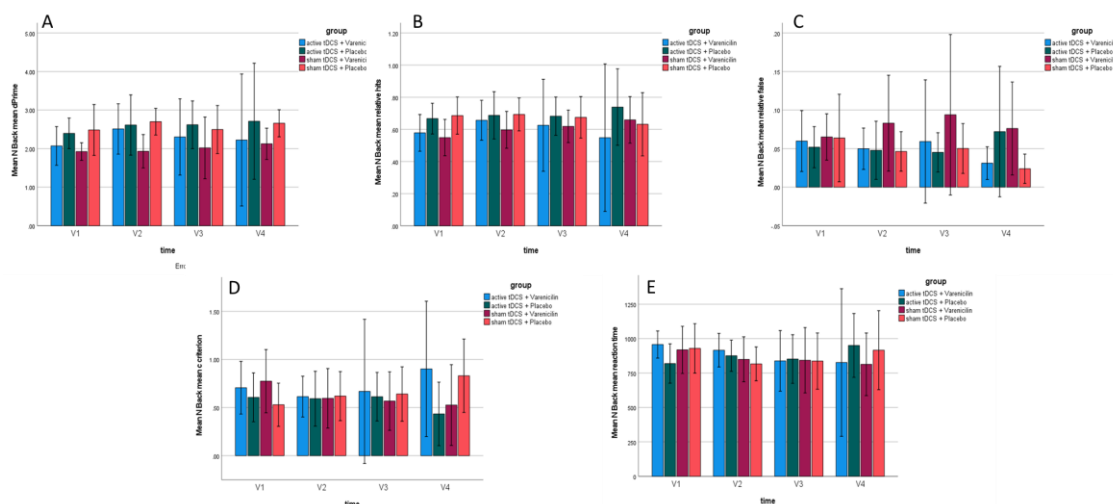 A
group
active tDCS + Varenicl
active tDCS + Placebo
sham tDCS + Varenicl
sham tDCS + Placebo
Mean N Back mean dPrime
5.00
4.00
3.00
2.00
1.00
.00
V1 V2 V3 V4
time
Err
B
group
active tDCS + Varenicilin
active tDCS + Placebo
sham tDCS + Varenicilin
sham tDCS + Placebo
Mean N Back mean relative hits
1.20
1.00
.80
.60
.40
.20
.00
V1 V2 V3 V4
time
C
group
active tDCS + Varenicilin
active tDCS + Placebo
sham tDCS + Varenicilin
sham tDCS + Placebo
Mean N Back mean relative false
.20
.15
.10
.05
.00
-.05
V1 V2 V3 V4
time
D
group
active tDCS + Varenicilin
active tDCS + Placebo
sham tDCS + Varenicilin
sham tDCS + Placebo
Mean N Back mean c criterion
1.50
1.00
.50
.00
V1 V2 V3 V4
time
E
group
active tDCS + Varenicilin
active tDCS + Placebo
sham tDCS + Varenicilin
sham tDCS + Placebo
Mean N Back mean reaction time
1250
1000
750
500
250
0
V1 V2 V3 V4
time